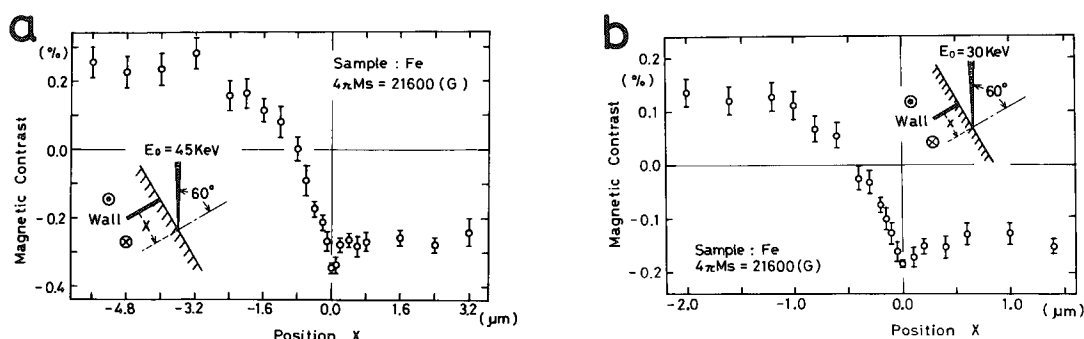 a
(%)
0.2
0.0
-0.2
-0.4
Magnetic Contrast
Sample : Fe
4πMs = 21600 (G)
E₀ = 45KeV
60°
Wall
X
-4.8
-3.2
-1.6
0.0
1.6
3.2
(μm)
Position X
b
(%)
0.2
0.1
0.0
-0.1
-0.2
Magnetic Contrast
E₀ = 30KeV
60°
Wall
X
Sample : Fe
4πMs = 21600 (G)
-2.0
-1.0
0.0
1.0
(μm)
Position X